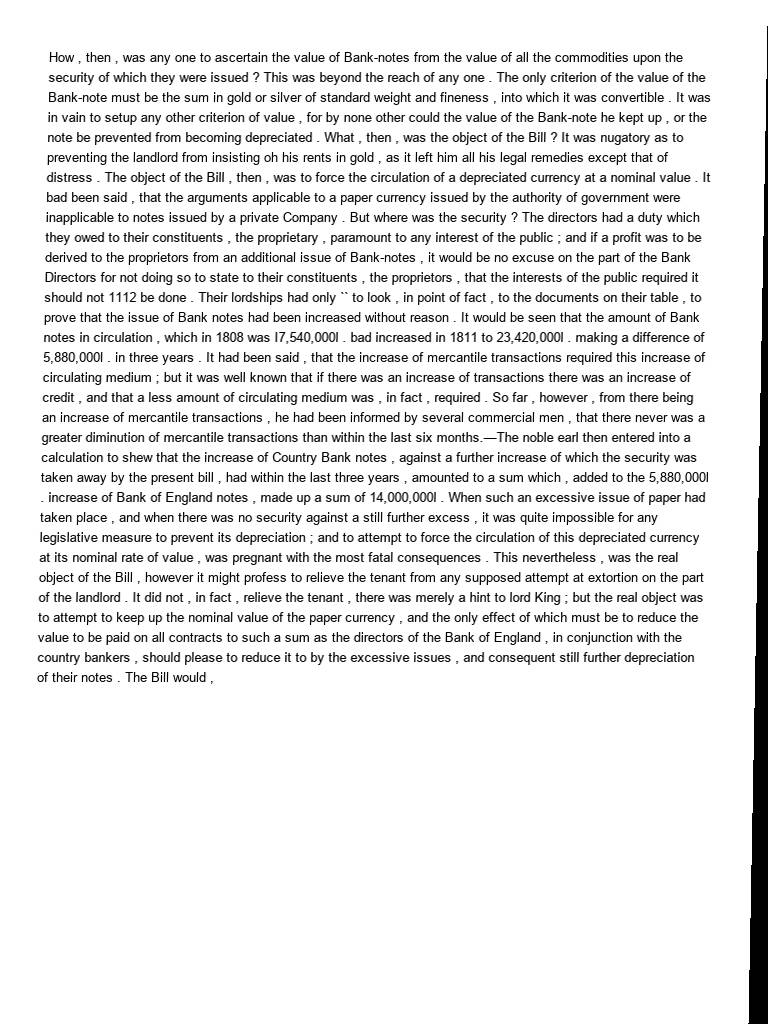 How , then , was any one to ascertain the value of Bank-notes from the value of all the commodities upon the
security of which they were issued ? This was beyond the reach of any one . The only criterion of the value of the
Bank-note must be the sum in gold or silver of standard weight and fineness , into which it was convertible . It was
in vain to setup any other criterion of value , for by none other could the value of the Bank-note he kept up , or the
note be prevented from becoming depreciated . What , then , was the object of the Bill ? It was nugatory as to
preventing the landlord from insisting oh his rents in gold , as it left him all his legal remedies except that of
distress . The object of the Bill , then , was to force the circulation of a depreciated currency at a nominal value . It
bad been said , that the arguments applicable to a paper currency issued by the authority of government were
inapplicable to notes issued by a private Company . But where was the security ? The directors had a duty which
they owed to their constituents , the proprietary , paramount to any interest of the public ; and if a profit was to be
derived to the proprietors from an additional issue of Bank-notes , it would be no excuse on the part of the Bank
Directors for not doing so to state to their constituents , the proprietors , that the interests of the public required it
should not 1112 be done . Their lordships had only `` to look , in point of fact , to the documents on their table , to
prove that the issue of Bank notes had been increased without reason . It would be seen that the amount of Bank
notes in circulation , which in 1808 was I7,540,000l . bad increased in 1811 to 23,420,000l . making a difference of
5,880,000l . in three years . It had been said , that the increase of mercantile transactions required this increase of
circulating medium ; but it was well known that if there was an increase of transactions there was an increase of
credit , and that a less amount of circulating medium was , in fact , required . So far , however , from there being
an increase of mercantile transactions , he had been informed by several commercial men , that there never was a
greater diminution of mercantile transactions than within the last six months.—The noble earl then entered into a
calculation to shew that the increase of Country Bank notes , against a further increase of which the security was
taken away by the present bill , had within the last three years , amounted to a sum which , added to the 5,880,000l
. increase of Bank of England notes , made up a sum of 14,000,000l . When such an excessive issue of paper had
taken place , and when there was no security against a still further excess , it was quite impossible for any
legislative measure to prevent its depreciation ; and to attempt to force the circulation of this depreciated currency
at its nominal rate of value , was pregnant with the most fatal consequences . This nevertheless , was the real
object of the Bill , however it might profess to relieve the tenant from any supposed attempt at extortion on the part
of the landlord . It did not , in fact , relieve the tenant , there was merely a hint to lord King ; but the real object was
to attempt to keep up the nominal value of the paper currency , and the only effect of which must be to reduce the
value to be paid on all contracts to such a sum as the directors of the Bank of England , in conjunction with the
country bankers , should please to reduce it to by the excessive issues , and consequent still further depreciation
of their notes . The Bill would ,